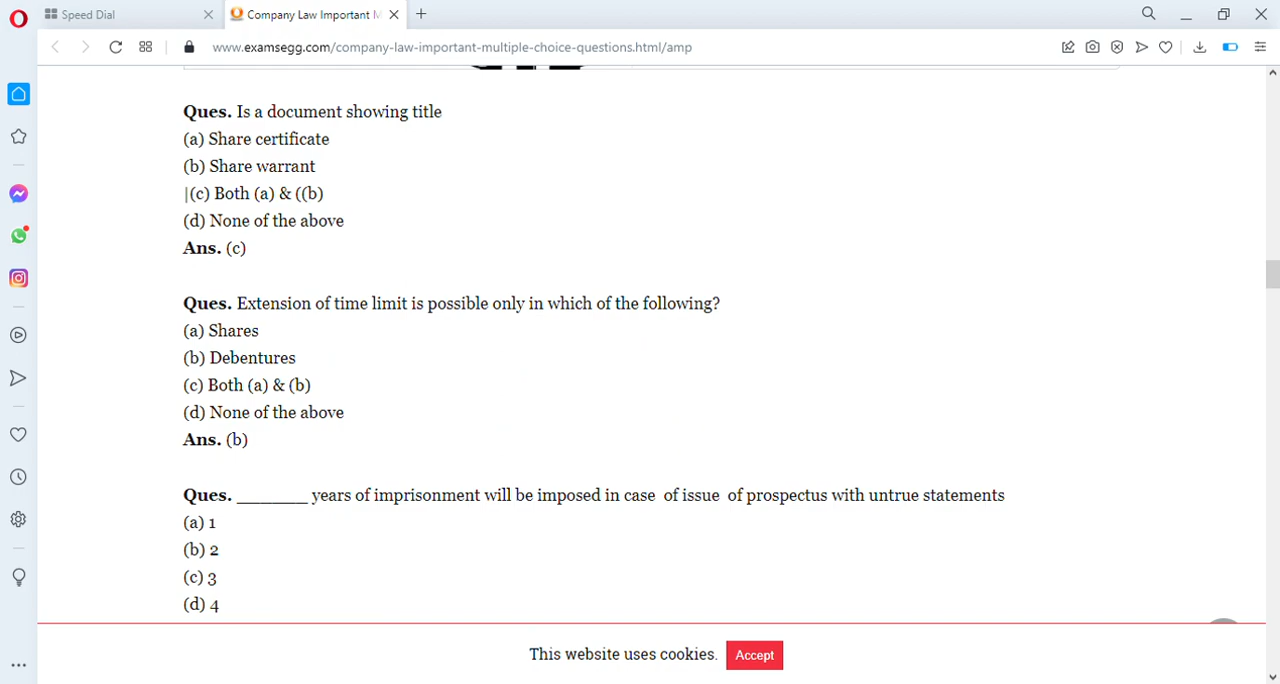 Speed Dial
Company Law Important M
www.examsegg.com/company-law-important-multiple-choice-questions.html/amp
Ques. Is a document showing title
(a) Share certificate
(b) Share warrant
|(c) Both (a) & ((b)
(d) None of the above
Ans. (c)
Ques. Extension of time limit is possible only in which of the following?
(a) Shares
(b) Debentures
(c) Both (a) & (b)
(d) None of the above
Ans. (b)
Ques. ________ years of imprisonment will be imposed in case  of issue  of prospectus with untrue statements
(a) 1
(b) 2
(c) 3
(d) 4
This website uses cookies. Accept